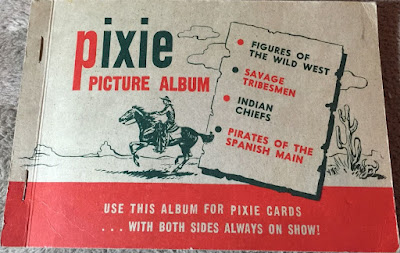 pixie
PICTURE ALBUM
• FIGURES OF
THE WILD WEST
• SAVAGE
TRIBESMEN
• INDIAN
CHIEFS
• PIRATES OF THE
SPANISH MAIN
USE THIS ALBUM FOR PIXIE CARDS
. . . WITH BOTH SIDES ALWAYS ON SHOW!